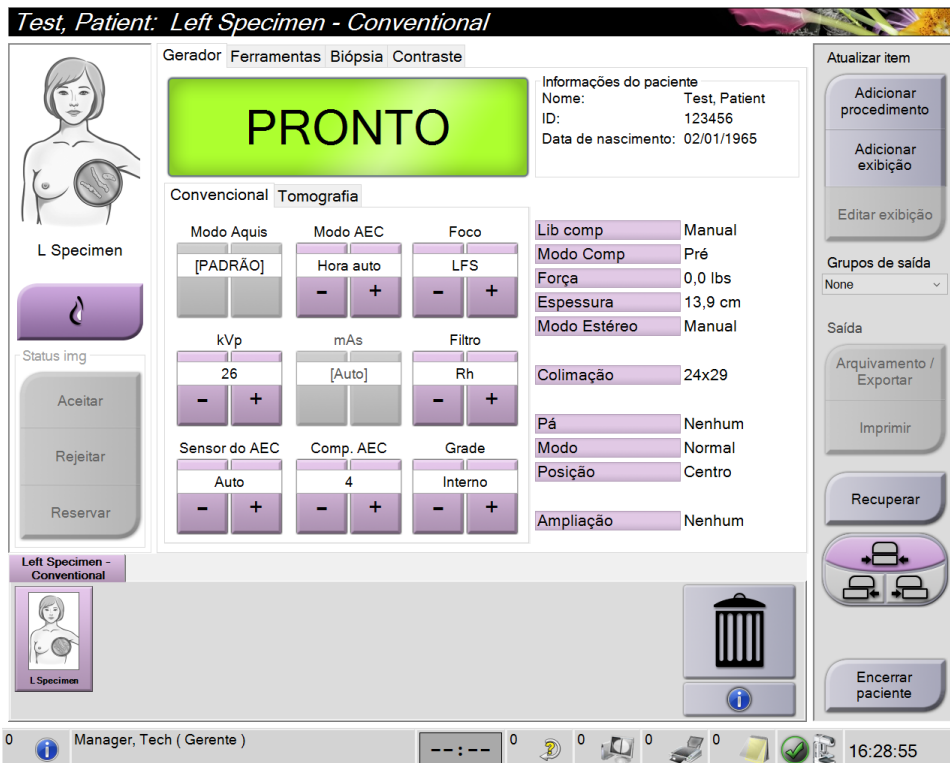 Test, Patient: Left Specimen - Conventional
Gerador Ferramentas Biópsia Contraste
PRONTO
Informações do paciente
Nome: Test, Patient
ID: 123456
Data de nascimento: 02/01/1965
L Specimen
Status img
Aceitar
Rejeitar
Reservar
Convencional Tomografia
Modo Aquis Modo AEC Foco
[PADRÃO] Hora auto LFS
- + - +
kVp mAs Filtro
26 [Auto] Rh
- + - +
Sensor do AEC Comp. AEC Grade
Auto 4 Interno
- + - + - +
Lib comp Manual
Modo Comp Pré
Força 0,0 lbs
Espessura 13,9 cm
Modo Estéreo Manual
Colimação 24x29
Pá Nenhum
Modo Normal
Posição Centro
Ampliação Nenhum
Atualizar item
Adicionar
procedimento
Adicionar
exibição
Editar exibição
Grupos de saída
None
Saída
Arquivamento /
Exportar
Imprimir
Recuperar
Encerrar
paciente
Left Specimen -
Conventional
L Specimen
0 Manager, Tech ( Gerente ) --:-- 0 0 0 0 16:28:55